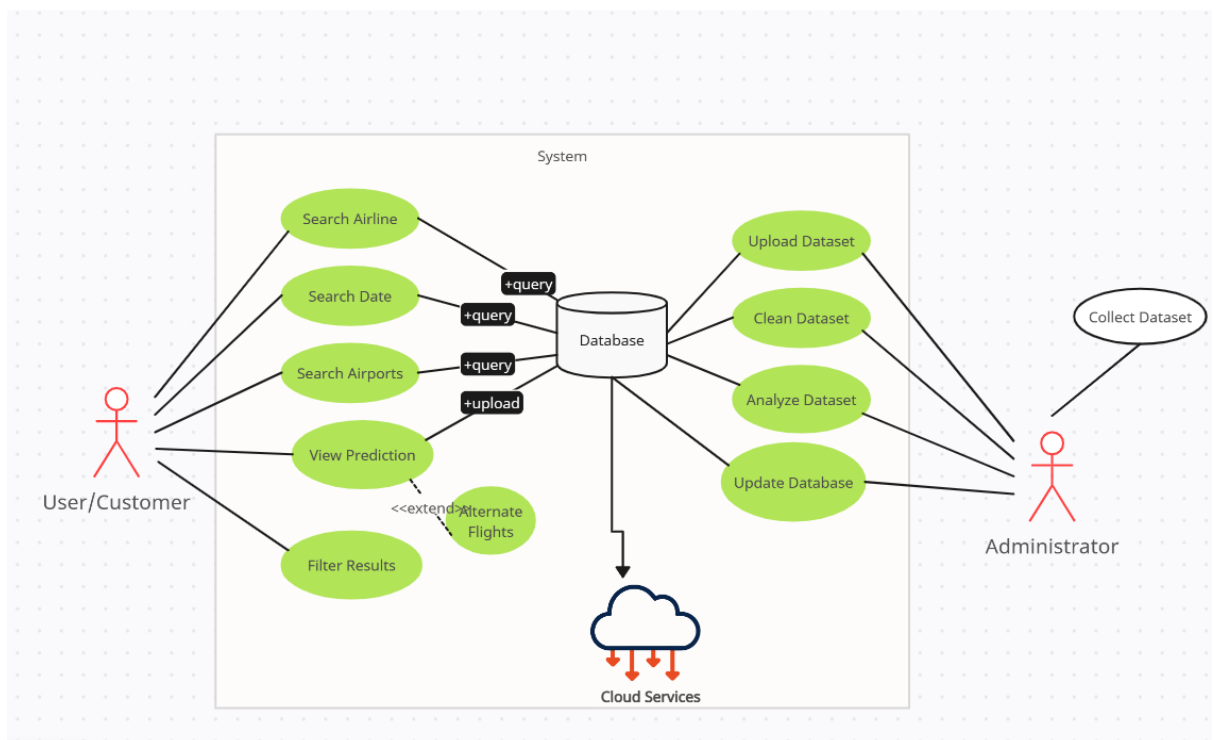 System
Search Airline
Upload Dataset
+query
Search Date
+query
Clean Dataset
Collect Dataset
Database
+query
Search Airports
+upload
Analyze Dataset
View Prediction
Update Database
User/Customer
<<extend>>
Alternate
Flights
Administrator
Filter Results
Cloud Services